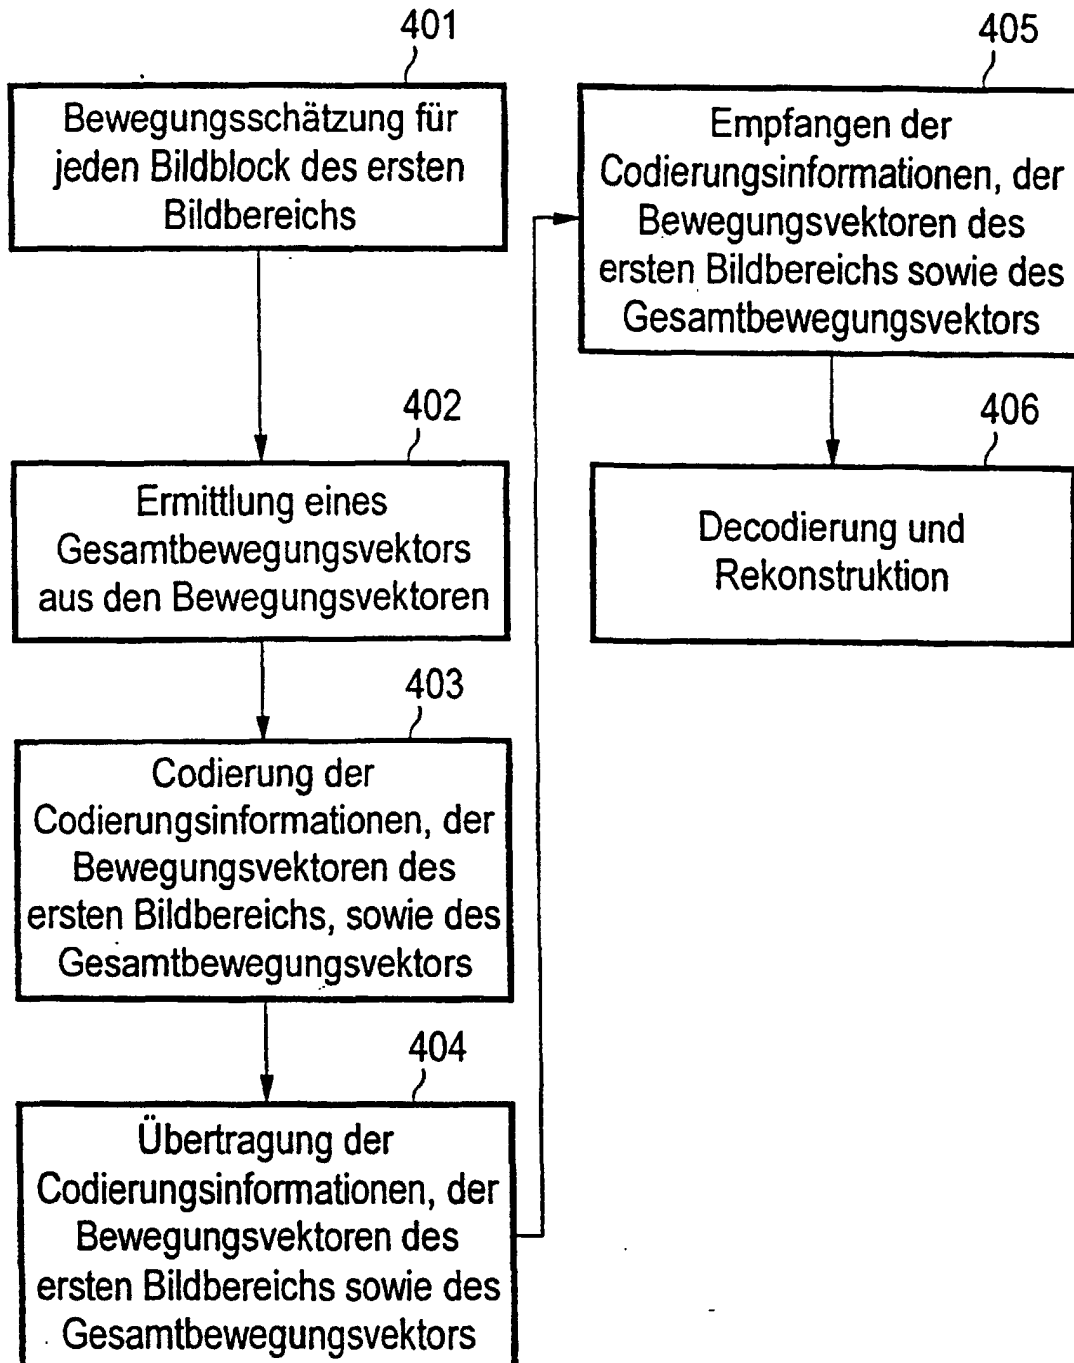 401
Bewegungsschätzung für
jeden Bildblock des ersten
Bildbereichs
402
Ermittlung eines
Gesamtbewegungsvektors
aus den Bewegungsvektoren
403
Codierung der
Codierungsinformationen, der
Bewegungsvektoren des
ersten Bildbereichs, sowie des
Gesamtbewegungsvektors
404
Übertragung der
Codierungsinformationen, der
Bewegungsvektoren des
ersten Bildbereichs sowie des
Gesamtbewegungsvektors
405
Empfangen der
Codierungsinformationen, der
Bewegungsvektoren des
ersten Bildbereichs sowie des
Gesamtbewegungsvektors
406
Decodierung und
Rekonstruktion